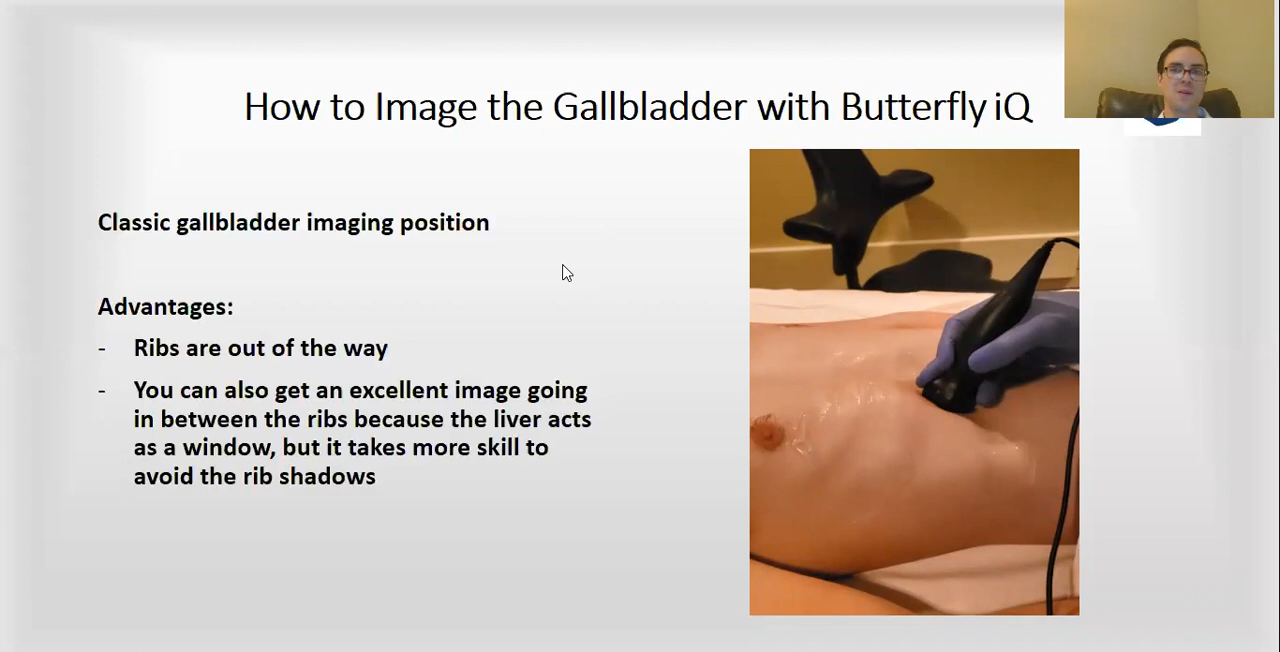 How to Image the Gallbladder with Butterfly iQ
Classic gallbladder imaging position
Advantages:
- Ribs are out of the way
- You can also get an excellent image going
in between the ribs because the liver acts
as a window, but it takes more skill to
avoid the rib shadows